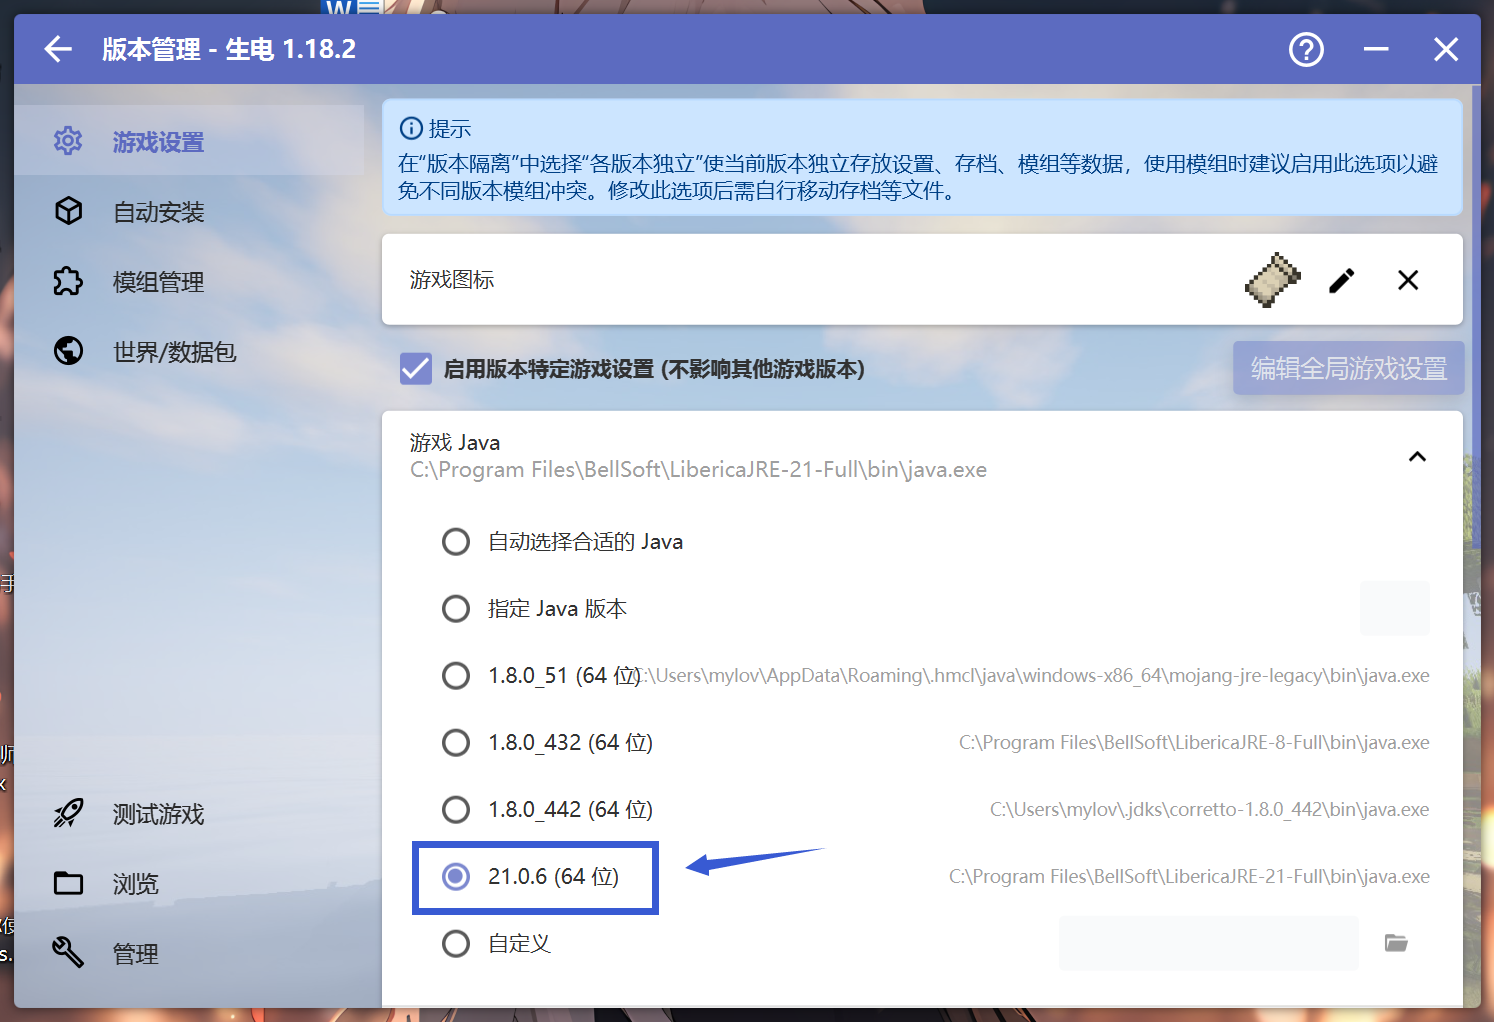 版本管理 - 生电 1.18.2
游戏设置
自动安装
模组管理
世界/数据包
测试游戏
浏览
管理
提示
在“版本隔离”中选择“各版本独立”使当前版本独立存放设置、存档、模组等数据，使用模组时建议启用此选项以避
免不同版本模组冲突。修改此选项后需自行移动存档等文件。
游戏图标
启用版本特定游戏设置 (不影响其他游戏版本)
编辑全局游戏设置
游戏 Java
C:\Program Files\BellSoft\LibericaJRE-21-Full\bin\java.exe
自动选择合适的 Java
指定 Java 版本
1.8.0_51 (64 位) C:\Users\mylov\AppData\Roaming\.hmcl\java\windows-x86_64\mojang-jre-legacy\bin\java.exe
1.8.0_432 (64 位) C:\Program Files\BellSoft\LibericaJRE-8-Full\bin\java.exe
1.8.0_442 (64 位) C:\Users\mylov\.jdks\corretto-1.8.0_442\bin\java.exe
21.0.6 (64 位) C:\Program Files\BellSoft\LibericaJRE-21-Full\bin\java.exe
自定义